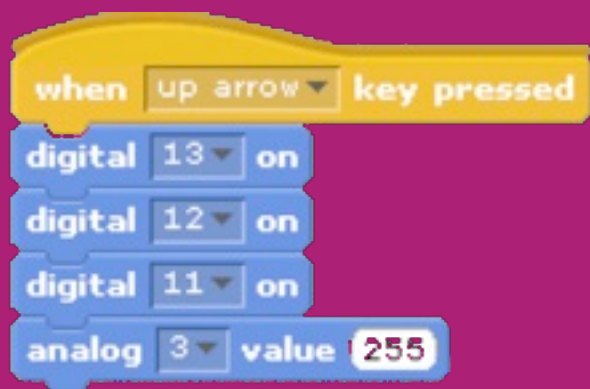 when up arrow key pressed
digital 13 on
digital 12 on
digital 11 on
analog 3 value 255